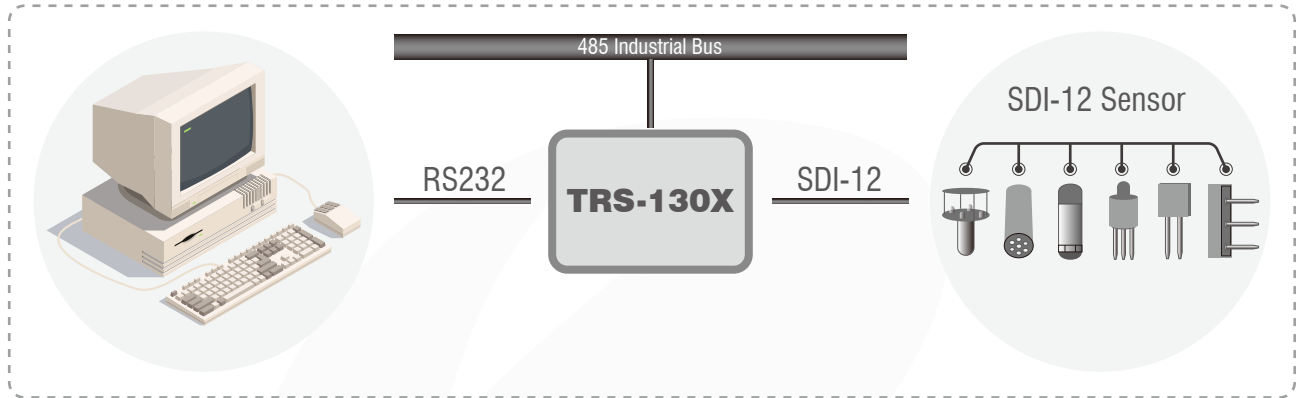 485 Industrial Bus
SDI-12 Sensor
RS232
TRS-130X
SDI-12